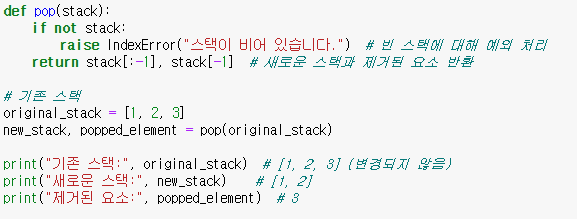 def pop(stack):
    if not stack:
        raise IndexError("스택이 비어 있습니다.")  # 빈 스택에 대해 예외 처리
    return stack[:-1], stack[-1]  # 새로운 스택과 제거된 요소 반환
# 기존 스택
original_stack = [1, 2, 3]
new_stack, popped_element = pop(original_stack)
print("기존 스택:", original_stack)  # [1, 2, 3] (변경되지 않음)
print("새로운 스택:", new_stack)    # [1, 2]
print("제거된 요소:", popped_element)  # 3